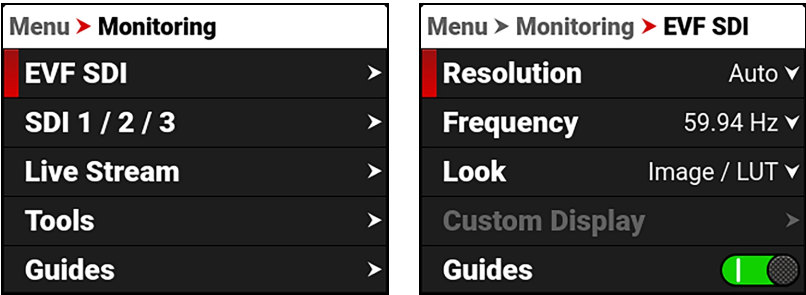 Menu ➤ Monitoring
EVF SDI
SDI 1 / 2 / 3
Live Stream
Tools
Guides
Menu ➤ Monitoring ➤ EVF SDI
Resolution Auto
Frequency 59.94 Hz
Look Image / LUT
Custom Display
Guides